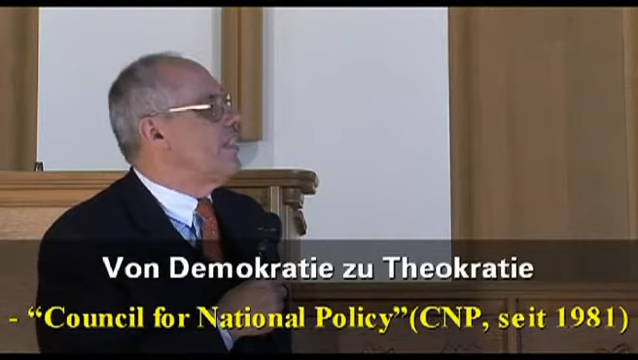 Von Demokratie zu Theokratie
- “Council for National Policy”(CNP, seit 1981)